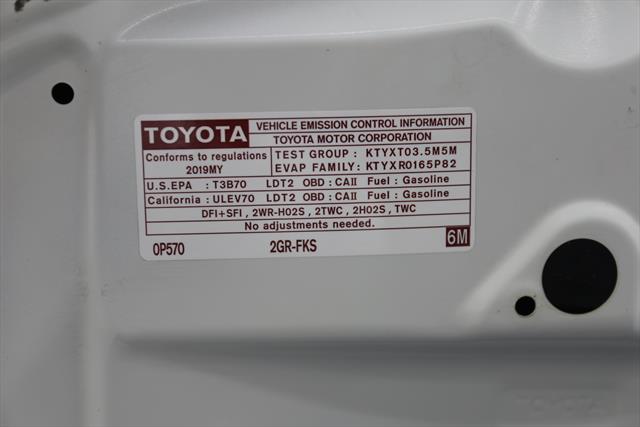 TOYOTA
VEHICLE EMISSION CONTROL INFORMATION
TOYOTA MOTOR CORPORATION
Conforms to regulations
2019MY
TEST GROUP : KTYXT03.5M5M
EVAP FAMILY: KTYXR0165P82
U.S.EPA : T3B70 LDT2 OBD : CAII Fuel : Gasoline
California : ULEV70 LDT2 OBD : CAII Fuel : Gasoline
DFI+SFI , 2WR-HO2S , 2TWC , 2HO2S , TWC
No adjustments needed.
0P570 2GR-FKS 6M
TOYOTA